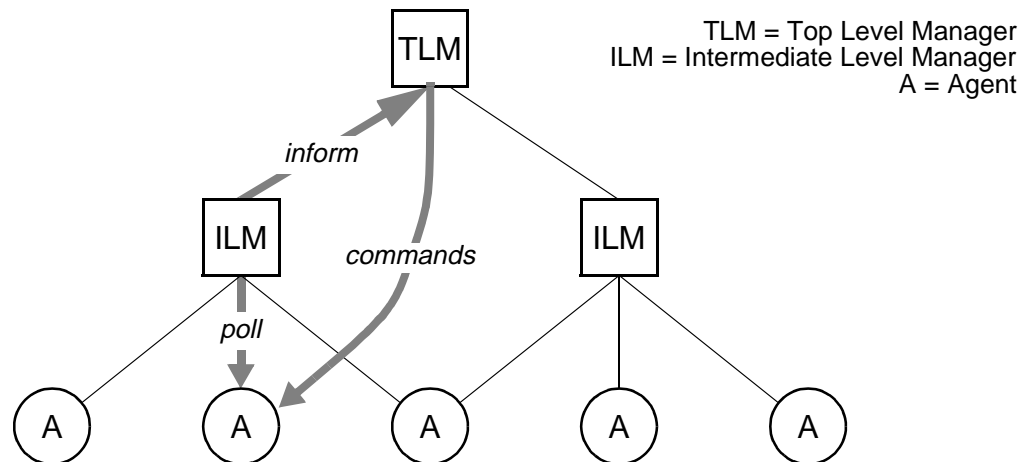 TLM
TLM = Top Level Manager
ILM = Intermediate Level Manager
A = Agent
inform
ILM
commands
ILM
poll
A
A
A
A
A